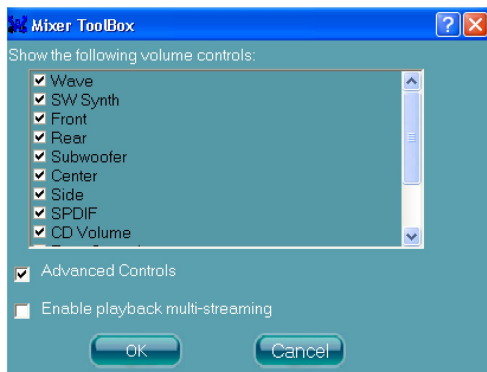 Mixer ToolBox
Show the following volume controls:
Wave
SW Synth
Front
Rear
Subwoofer
Center
Side
SPDIF
CD Volume
Advanced Controls
Enable playback multi-streaming
OK
Cancel